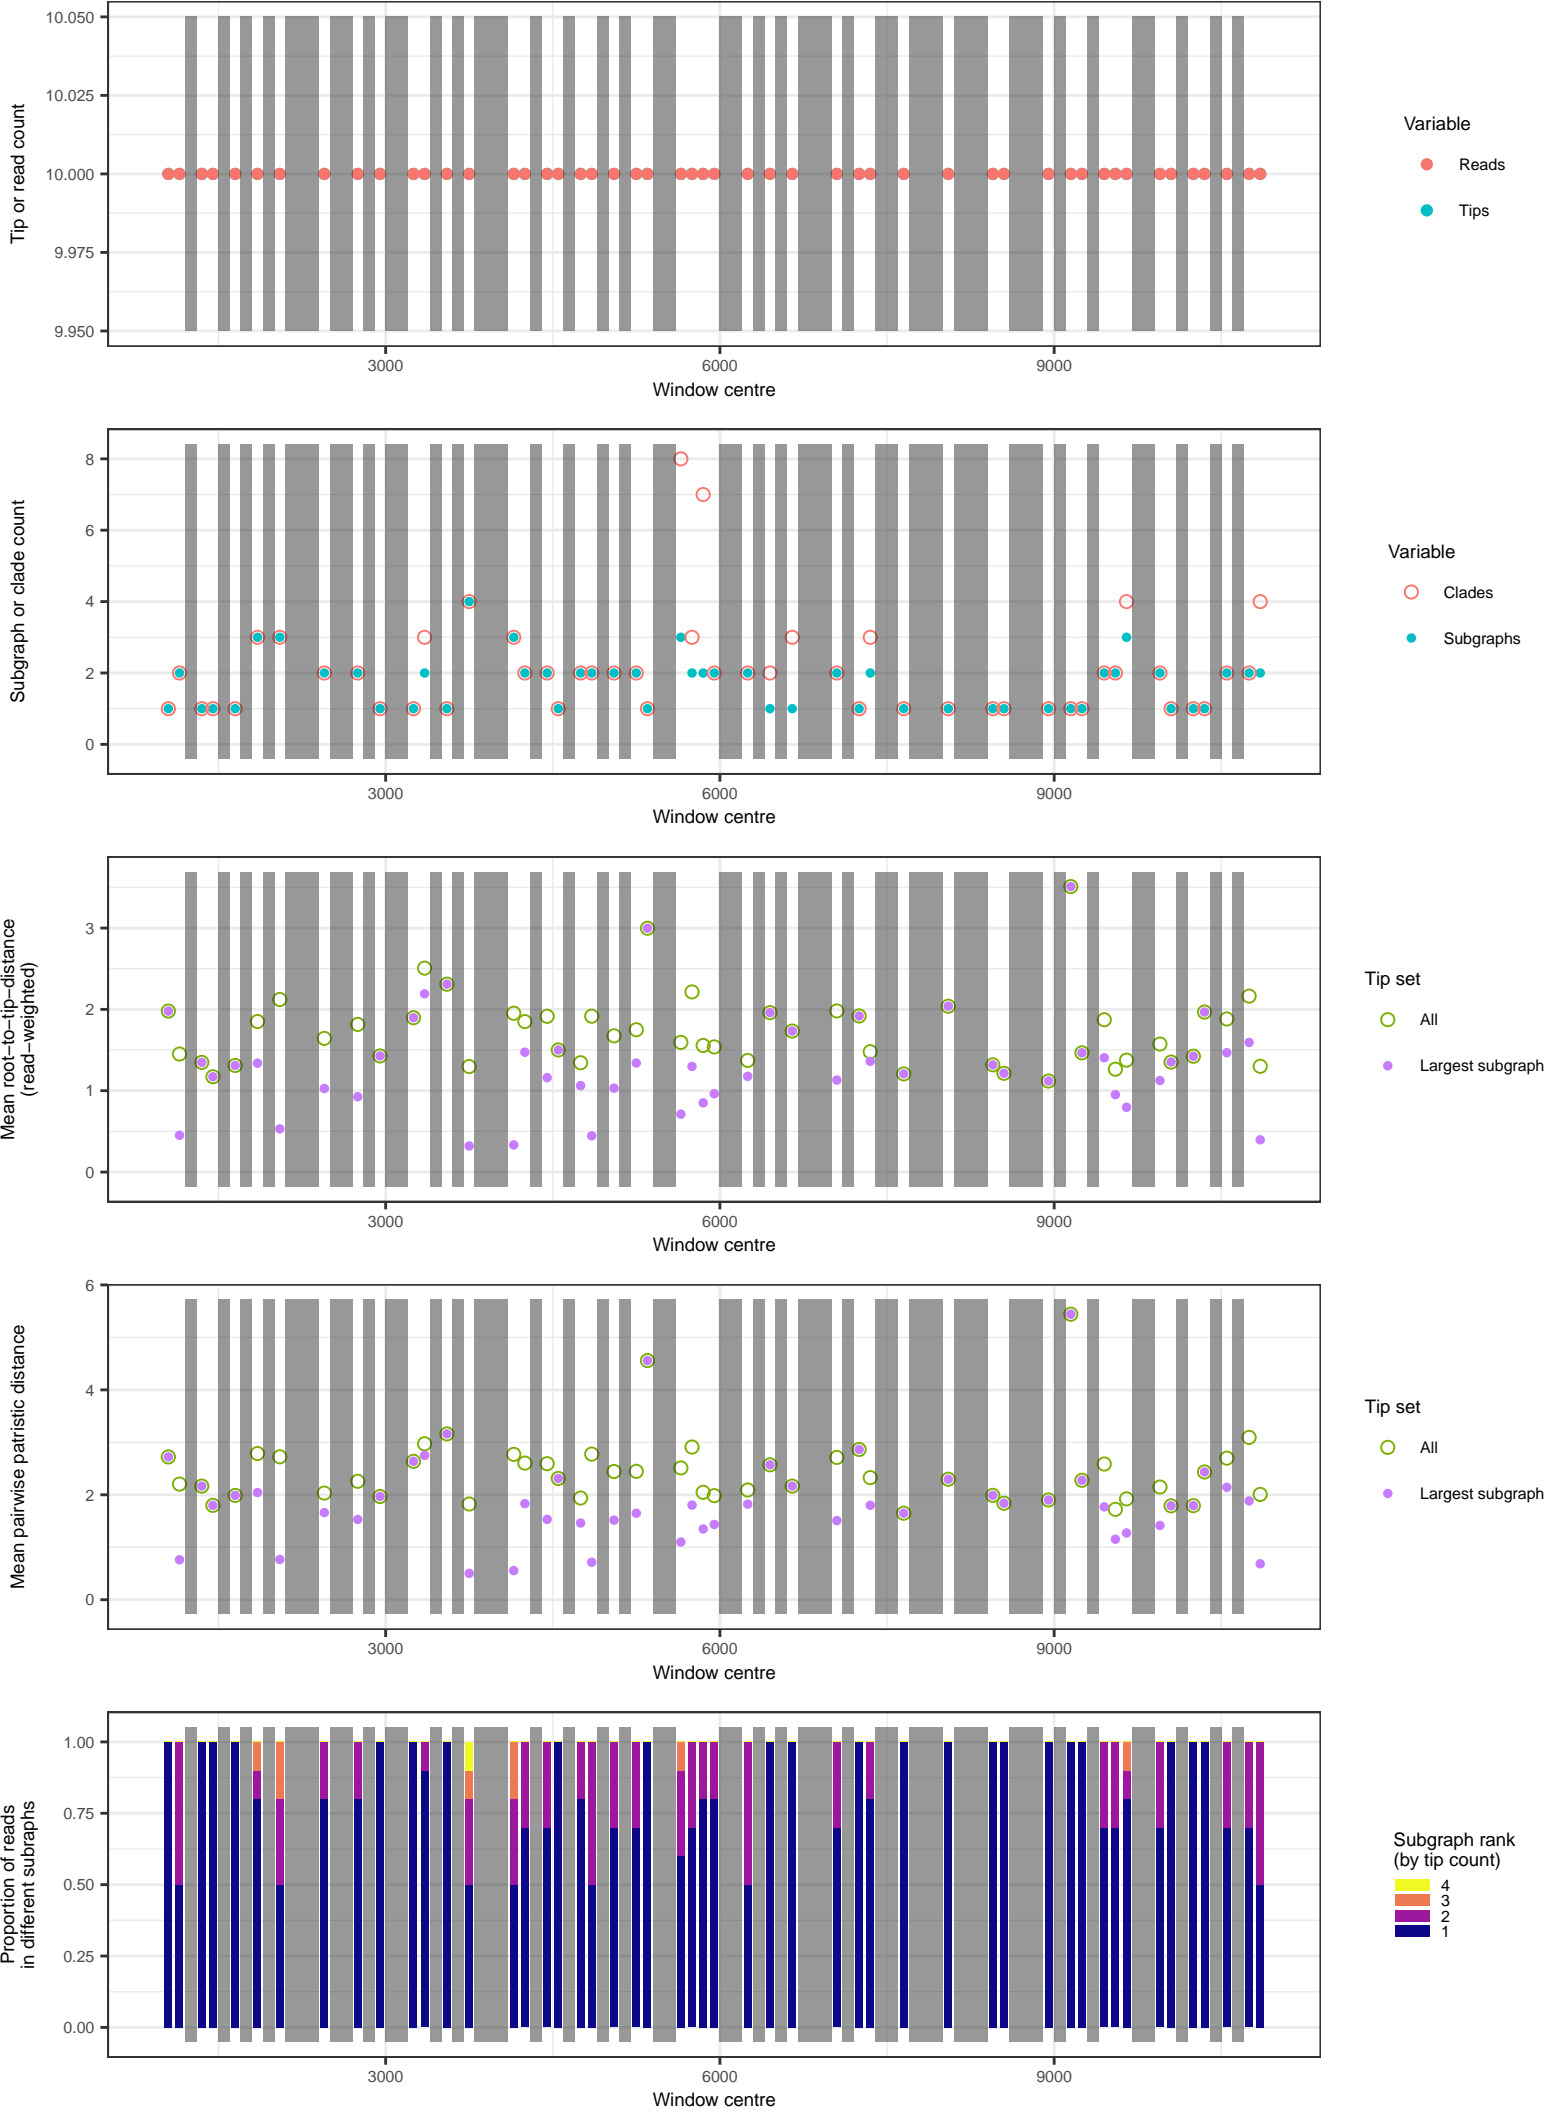 10.050
10.025
10.000
9.975
9.950
Tip or read count
3000
6000
9000
Window centre
Variable
Reads
Tips
8
6
4
2
0
Subgraph or clade count
3000
6000
9000
Window centre
Variable
Clades
Subgraphs
3
2
1
0
Mean root−to−tip−distance
(read−weighted)
3000
6000
9000
Window centre
Tip set
All
Largest subgraph
6
4
2
0
Mean pairwise patristic distance
3000
6000
9000
Window centre
Tip set
All
Largest subgraph
1.00
0.75
0.50
0.25
0.00
Proportion of reads
in different subraphs
3000
6000
9000
Window centre
Subgraph rank
(by tip count)
4
3
2
1